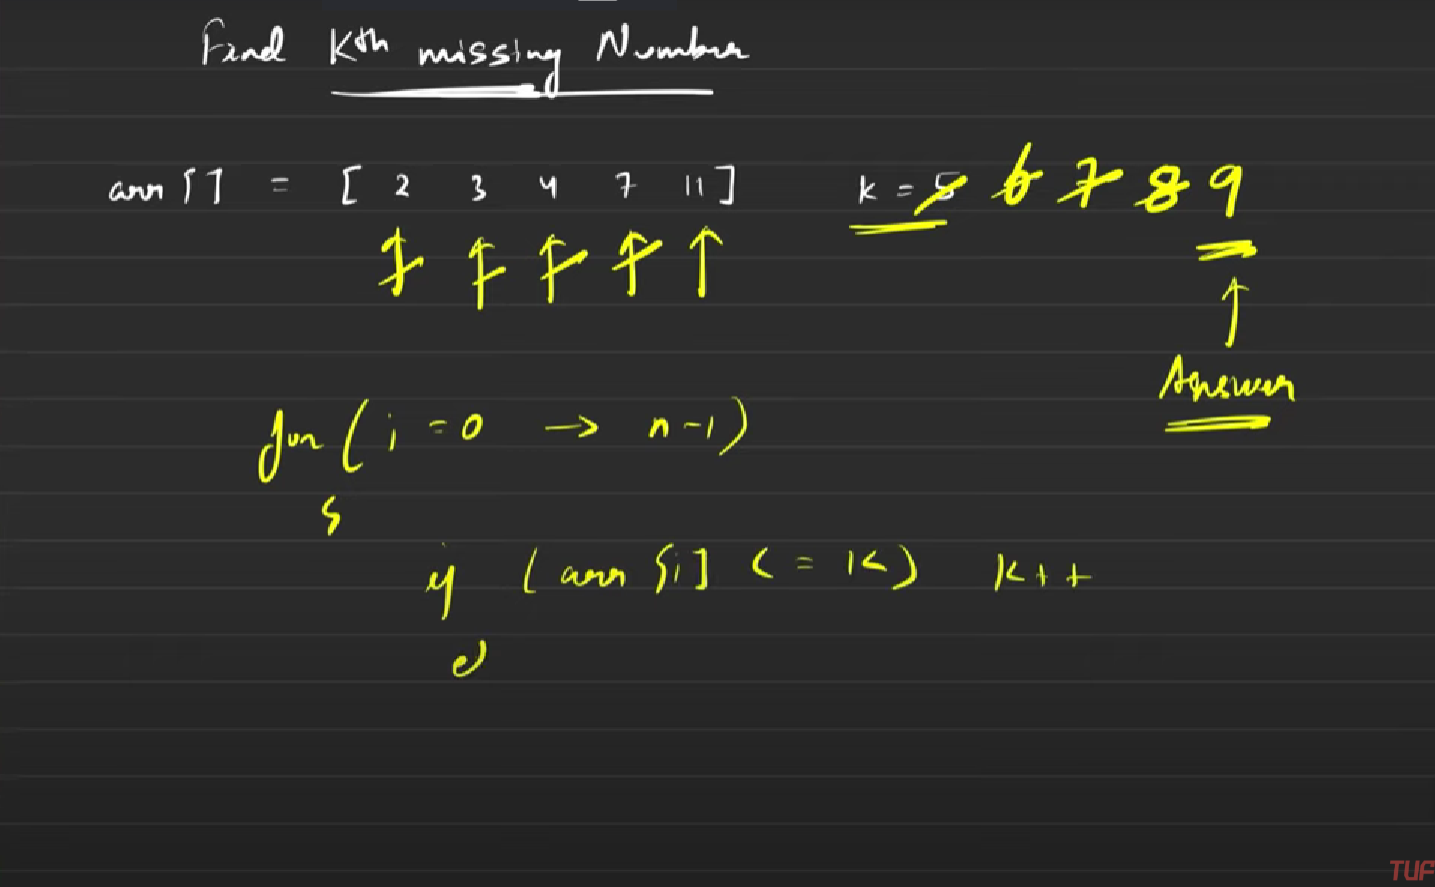 Find Kth missing Number
arr[] = [ 2 3 4 7 11 ] k = 5 6 7 8 9
Answer
for ( i = 0 → n-1 )
{
if ( arr[i] <= k ) k++
el
TUF